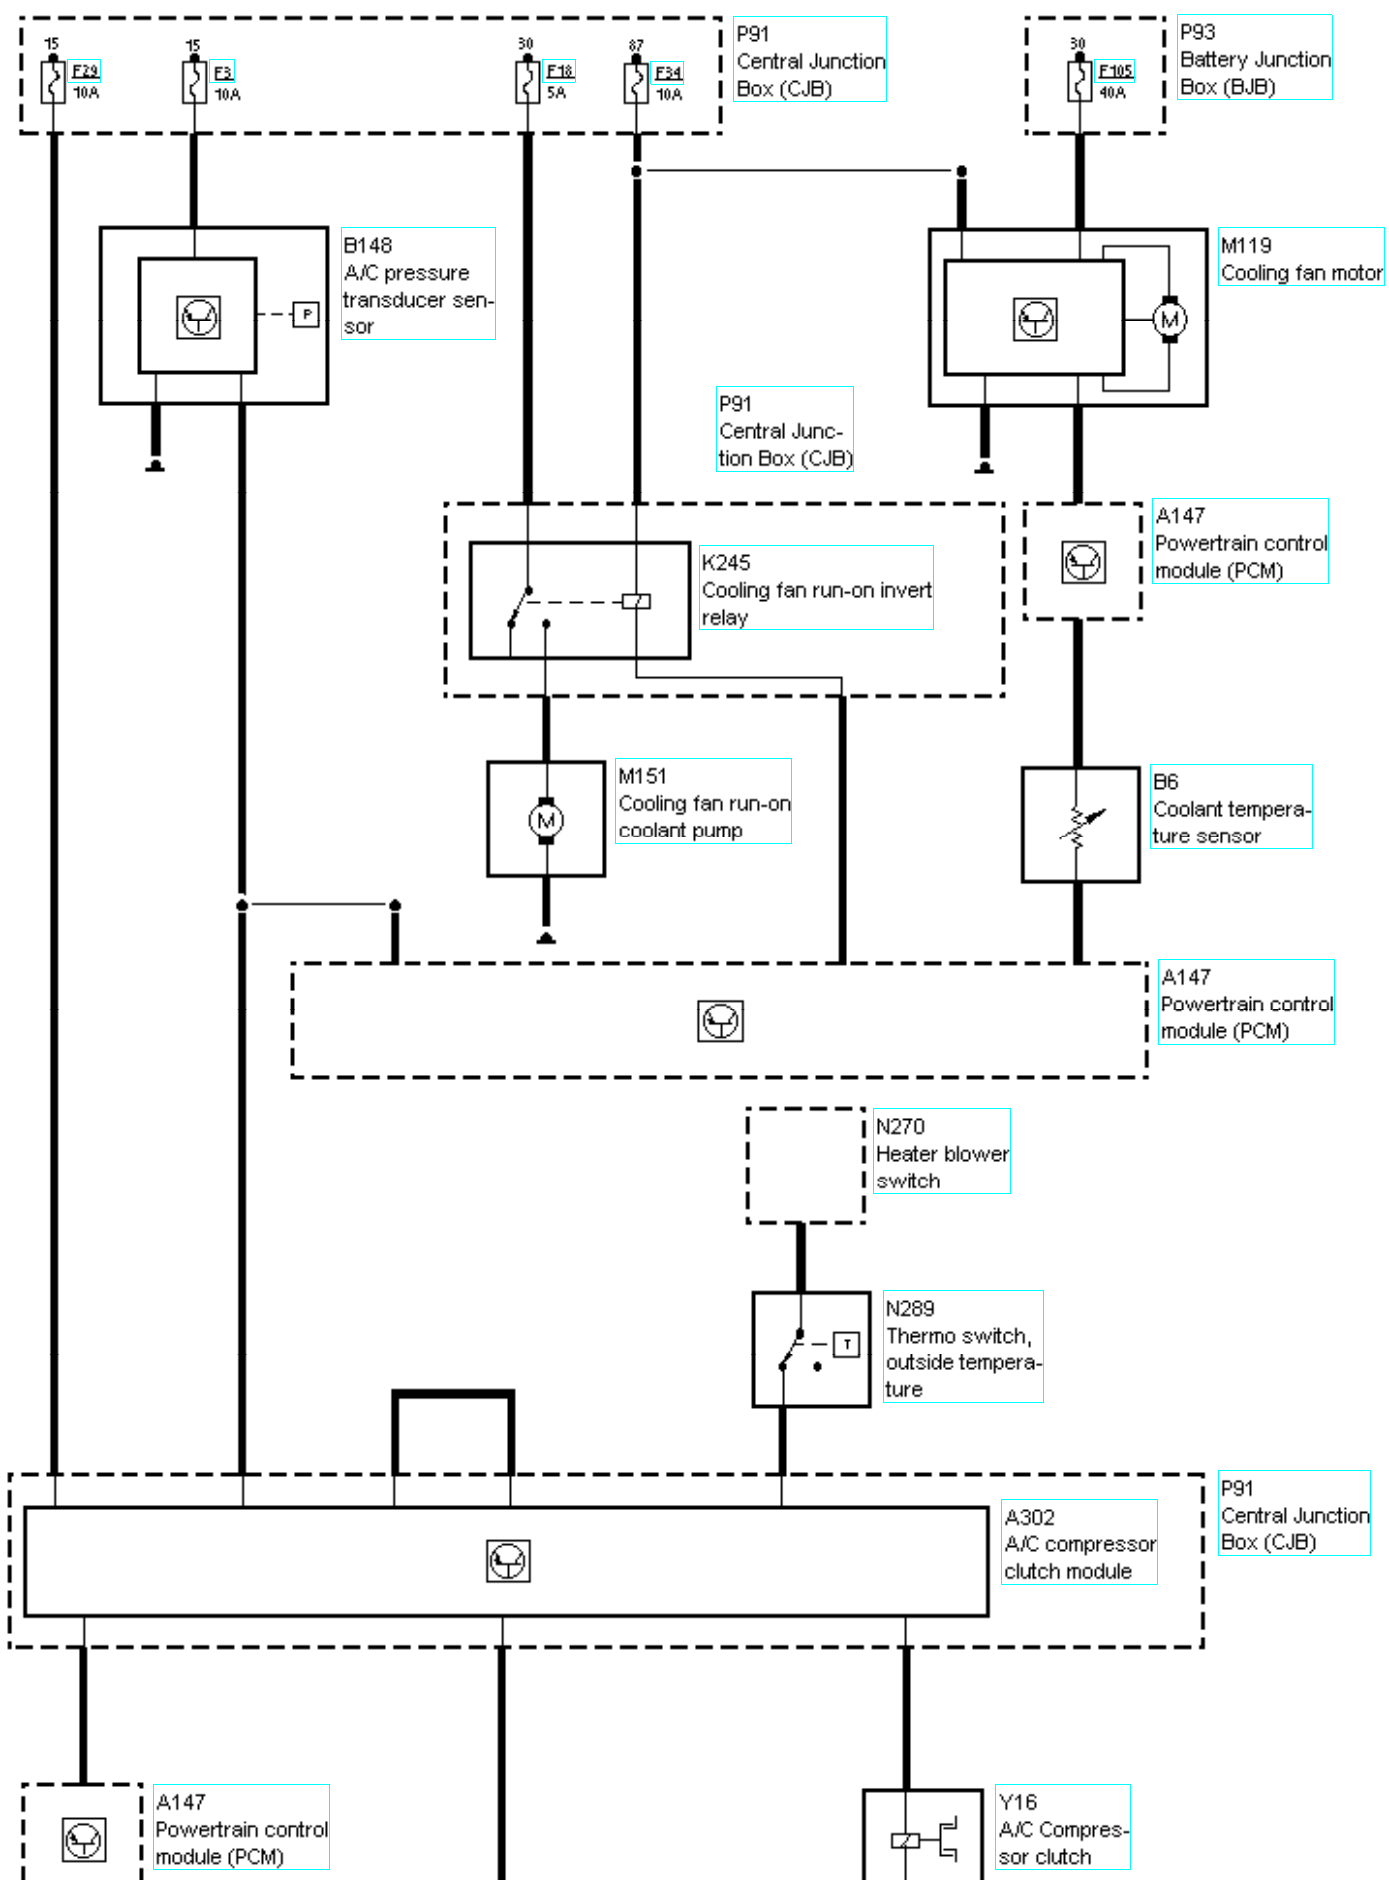 15
F29
10A
15
F3
10A
30
F18
5A
87
F34
10A
P91
Central Junction
Box (CJB)
30
F105
40A
P93
Battery Junction
Box (BJB)
B148
A/C pressure
transducer sen-
sor
P
M119
Cooling fan motor
M
P91
Central Junc-
tion Box (CJB)
A147
Powertrain control
module (PCM)
K245
Cooling fan run-on invert
relay
M151
Cooling fan run-on
coolant pump
M
B6
Coolant tempera-
ture sensor
A147
Powertrain control
module (PCM)
N270
Heater blower
switch
N289
Thermo switch,
outside tempera-
ture
T
P91
Central Junction
Box (CJB)
A302
A/C compressor
clutch module
A147
Powertrain control
module (PCM)
Y16
A/C Compres-
sor clutch